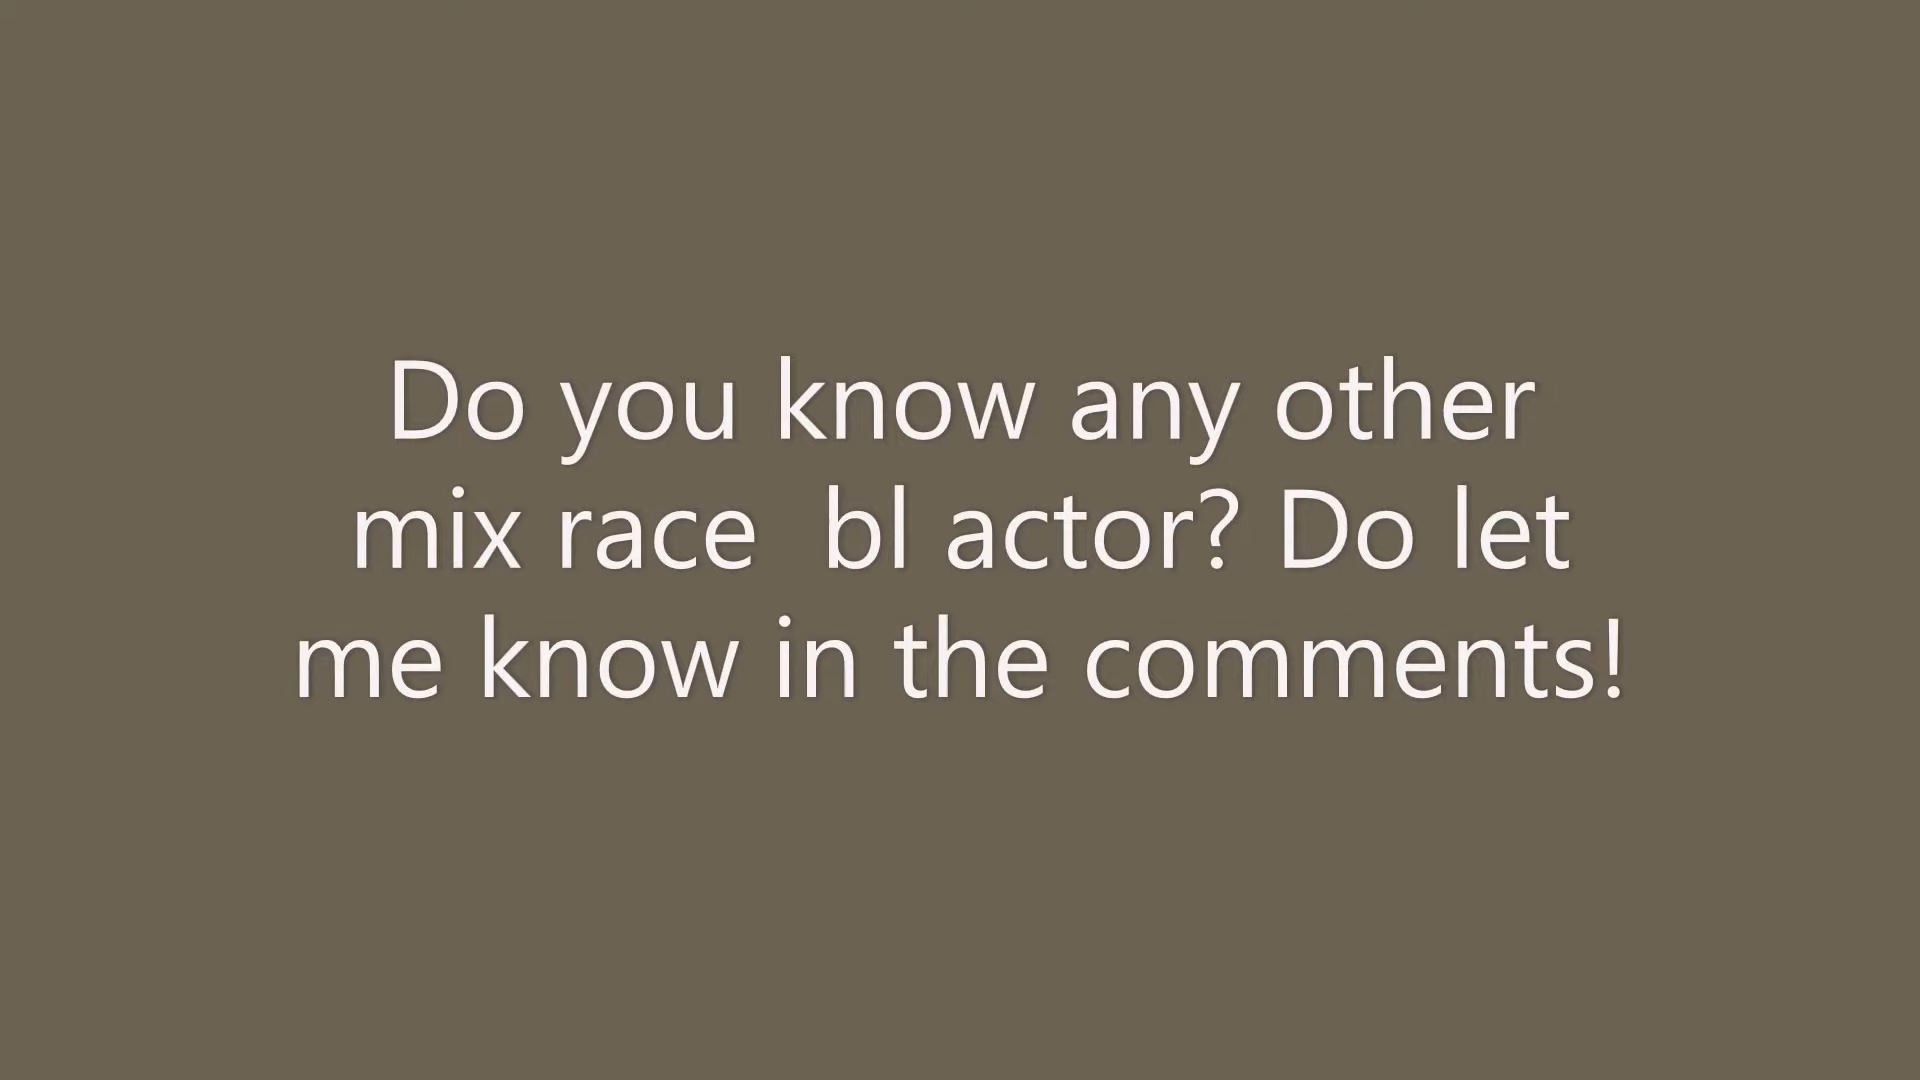 Do you know any other
mix race  bl actor? Do let
me know in the comments!